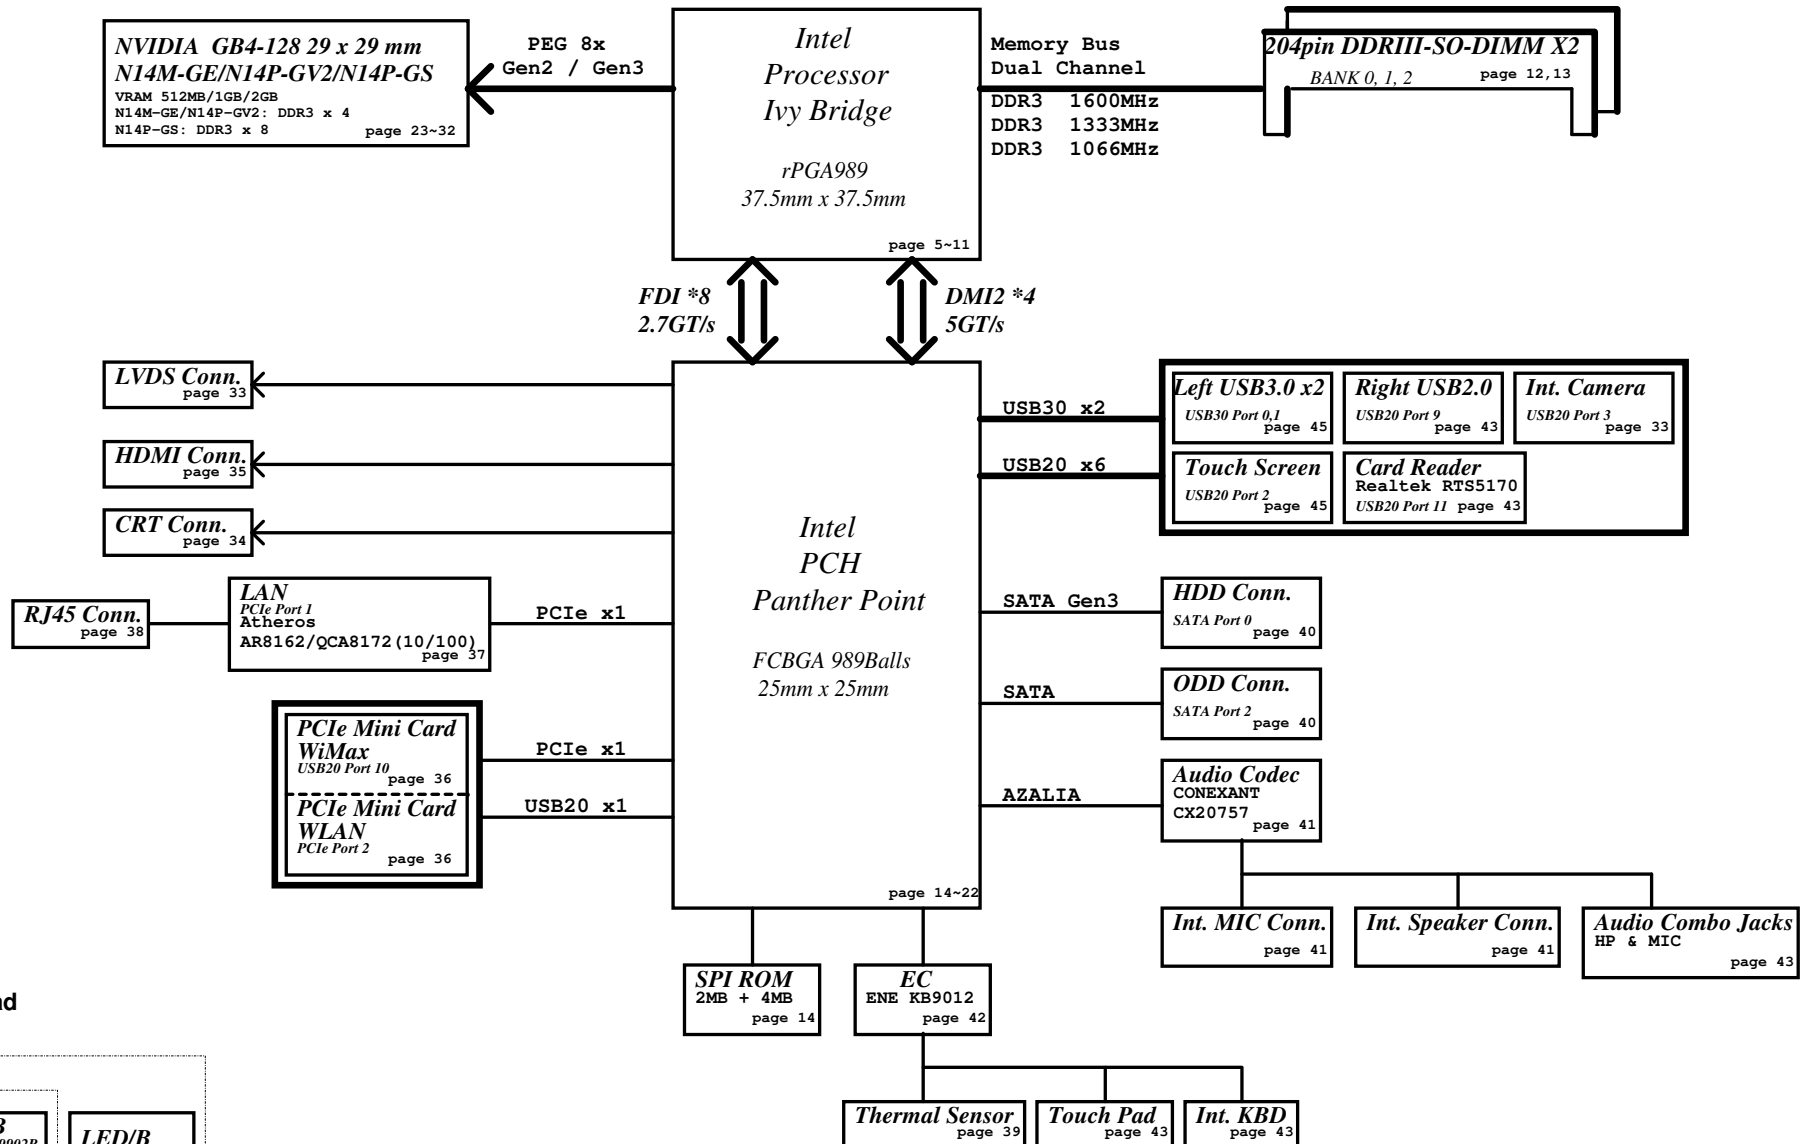 NVIDIA GB4-128 29 x 29 mm
N14M-GE/N14P-GV2/N14P-GS
VRAM 512MB/1GB/2GB
N14M-GE/N14P-GV2: DDR3 x 4
N14P-GS: DDR3 x 8
page 23~32
PEG 8x
Gen2 / Gen3
Intel
Processor
Ivy Bridge
rPGA989
37.5mm x 37.5mm
page 5~11
Memory Bus
Dual Channel
DDR3 1600MHz
DDR3 1333MHz
DDR3 1066MHz
204pin DDRIII-SO-DIMM X2
BANK 0, 1, 2
page 12,13
FDI *8
2.7GT/s
DMI2 *4
5GT/s
LVDS Conn.
page 33
HDMI Conn.
page 35
CRT Conn.
page 34
RJ45 Conn.
page 38
LAN
PCIe Port 1
Atheros
AR8162/QCA8172(10/100)
page 37
PCIe x1
PCIe Mini Card
WiMax
USB20 Port 10
page 36
PCIe Mini Card
WLAN
PCIe Port 2
page 36
PCIe x1
USB20 x1
Intel
PCH
Panther Point
FCBGA 989Balls
25mm x 25mm
page 14~22
USB30 x2
USB20 x6
Left USB3.0 x2
USB30 Port 0,1
page 45
Right USB2.0
USB20 Port 9
page 43
Int. Camera
USB20 Port 3
page 33
Touch Screen
USB20 Port 2
page 45
Card Reader
Realtek RTS5170
USB20 Port 11 page 43
SATA Gen3
HDD Conn.
SATA Port 0
page 40
SATA
ODD Conn.
SATA Port 2
page 40
AZALIA
Audio Codec
CONEXANT
CX20757
page 41
Int. MIC Conn.
page 41
Int. Speaker Conn.
page 41
Audio Combo Jacks
HP & MIC
page 43
SPI ROM
2MB + 4MB
page 14
EC
ENE KB9012
page 42
Thermal Sensor
page 39
Touch Pad
page 43
Int. KBD
page 43
LED/B